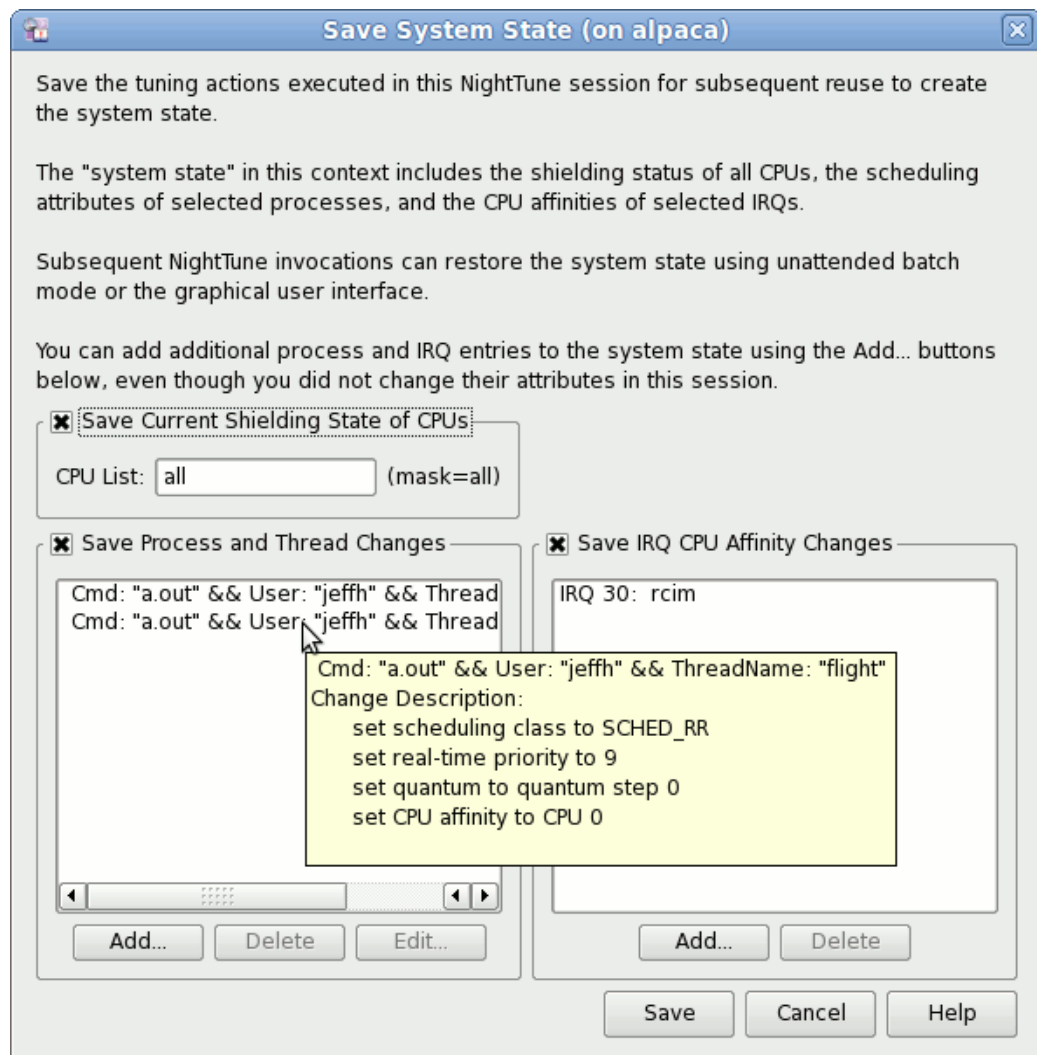 Save System State (on alpaca)
Save the tuning actions executed in this NightTune session for subsequent reuse to create
the system state.
The "system state" in this context includes the shielding status of all CPUs, the scheduling
attributes of selected processes, and the CPU affinities of selected IRQs.
Subsequent NightTune invocations can restore the system state using unattended batch
mode or the graphical user interface.
You can add additional process and IRQ entries to the system state using the Add... buttons
below, even though you did not change their attributes in this session.
Save Current Shielding State of CPUs
CPU List: all (mask=all)
Save Process and Thread Changes
Cmd: "a.out" && User: "jeffh" && Thread
Cmd: "a.out" && User: "jeffh" && Thread
Cmd: "a.out" && User: "jeffh" && ThreadName: "flight"
Change Description:
set scheduling class to SCHED_RR
set real-time priority to 9
set quantum to quantum step 0
set CPU affinity to CPU 0
Add... Delete Edit...
Save IRQ CPU Affinity Changes
IRQ 30: rcim
Add... Delete
Save Cancel Help